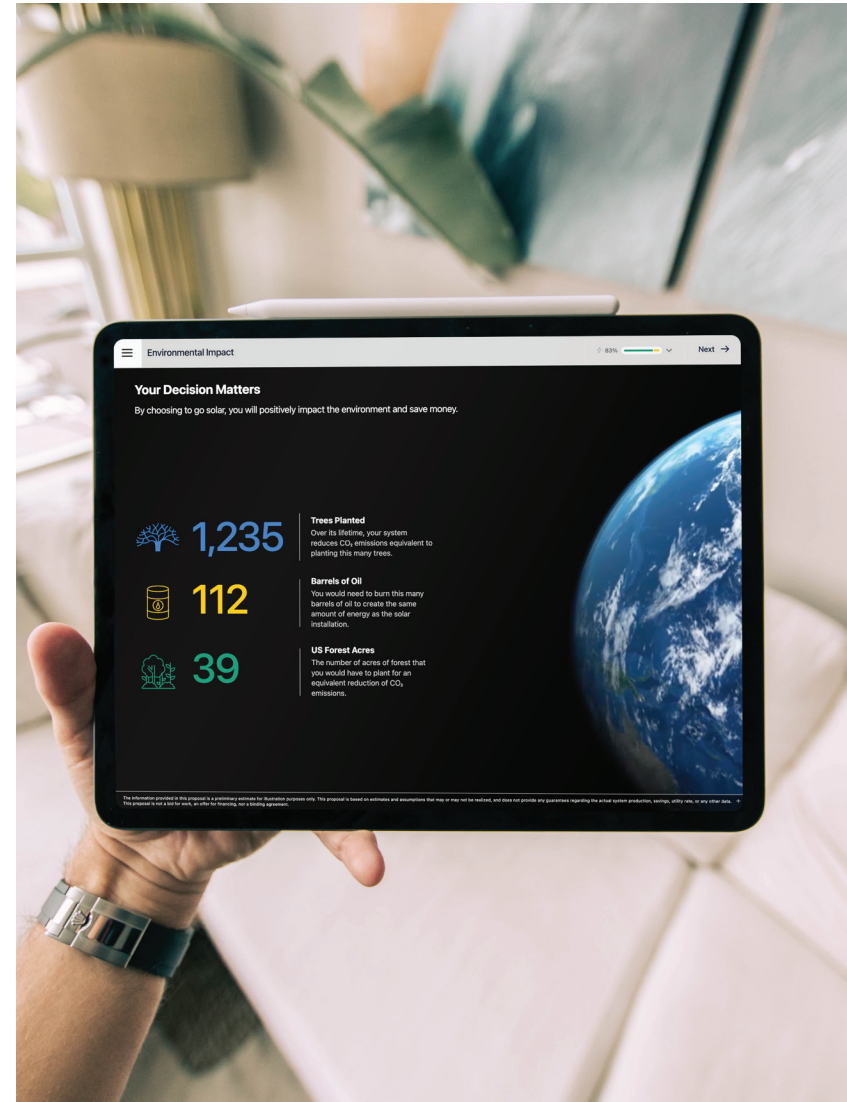 Environmental Impact
83%
Next →
Your Decision Matters
By choosing to go solar, you will positively impact the environment and save money.
1,235
Trees Planted
Over its lifetime, your system
reduces CO₂ emissions equivalent to
planting this many trees.
112
Barrels of Oil
You would need to burn this many
barrels of oil to create the same
amount of energy as the solar
installation.
39
US Forest Acres
The number of acres of forest that
you would have to plant for an
equivalent reduction of CO₂
emissions.
The information provided in this proposal is a preliminary estimate for illustration purposes only. This proposal is based on estimates and assumptions that may or may not be realized, and does not provide any guarantees regarding the actual system production, savings, utility rate, or any other data.
This proposal is not a bid for work, an offer for financing, nor a binding agreement.